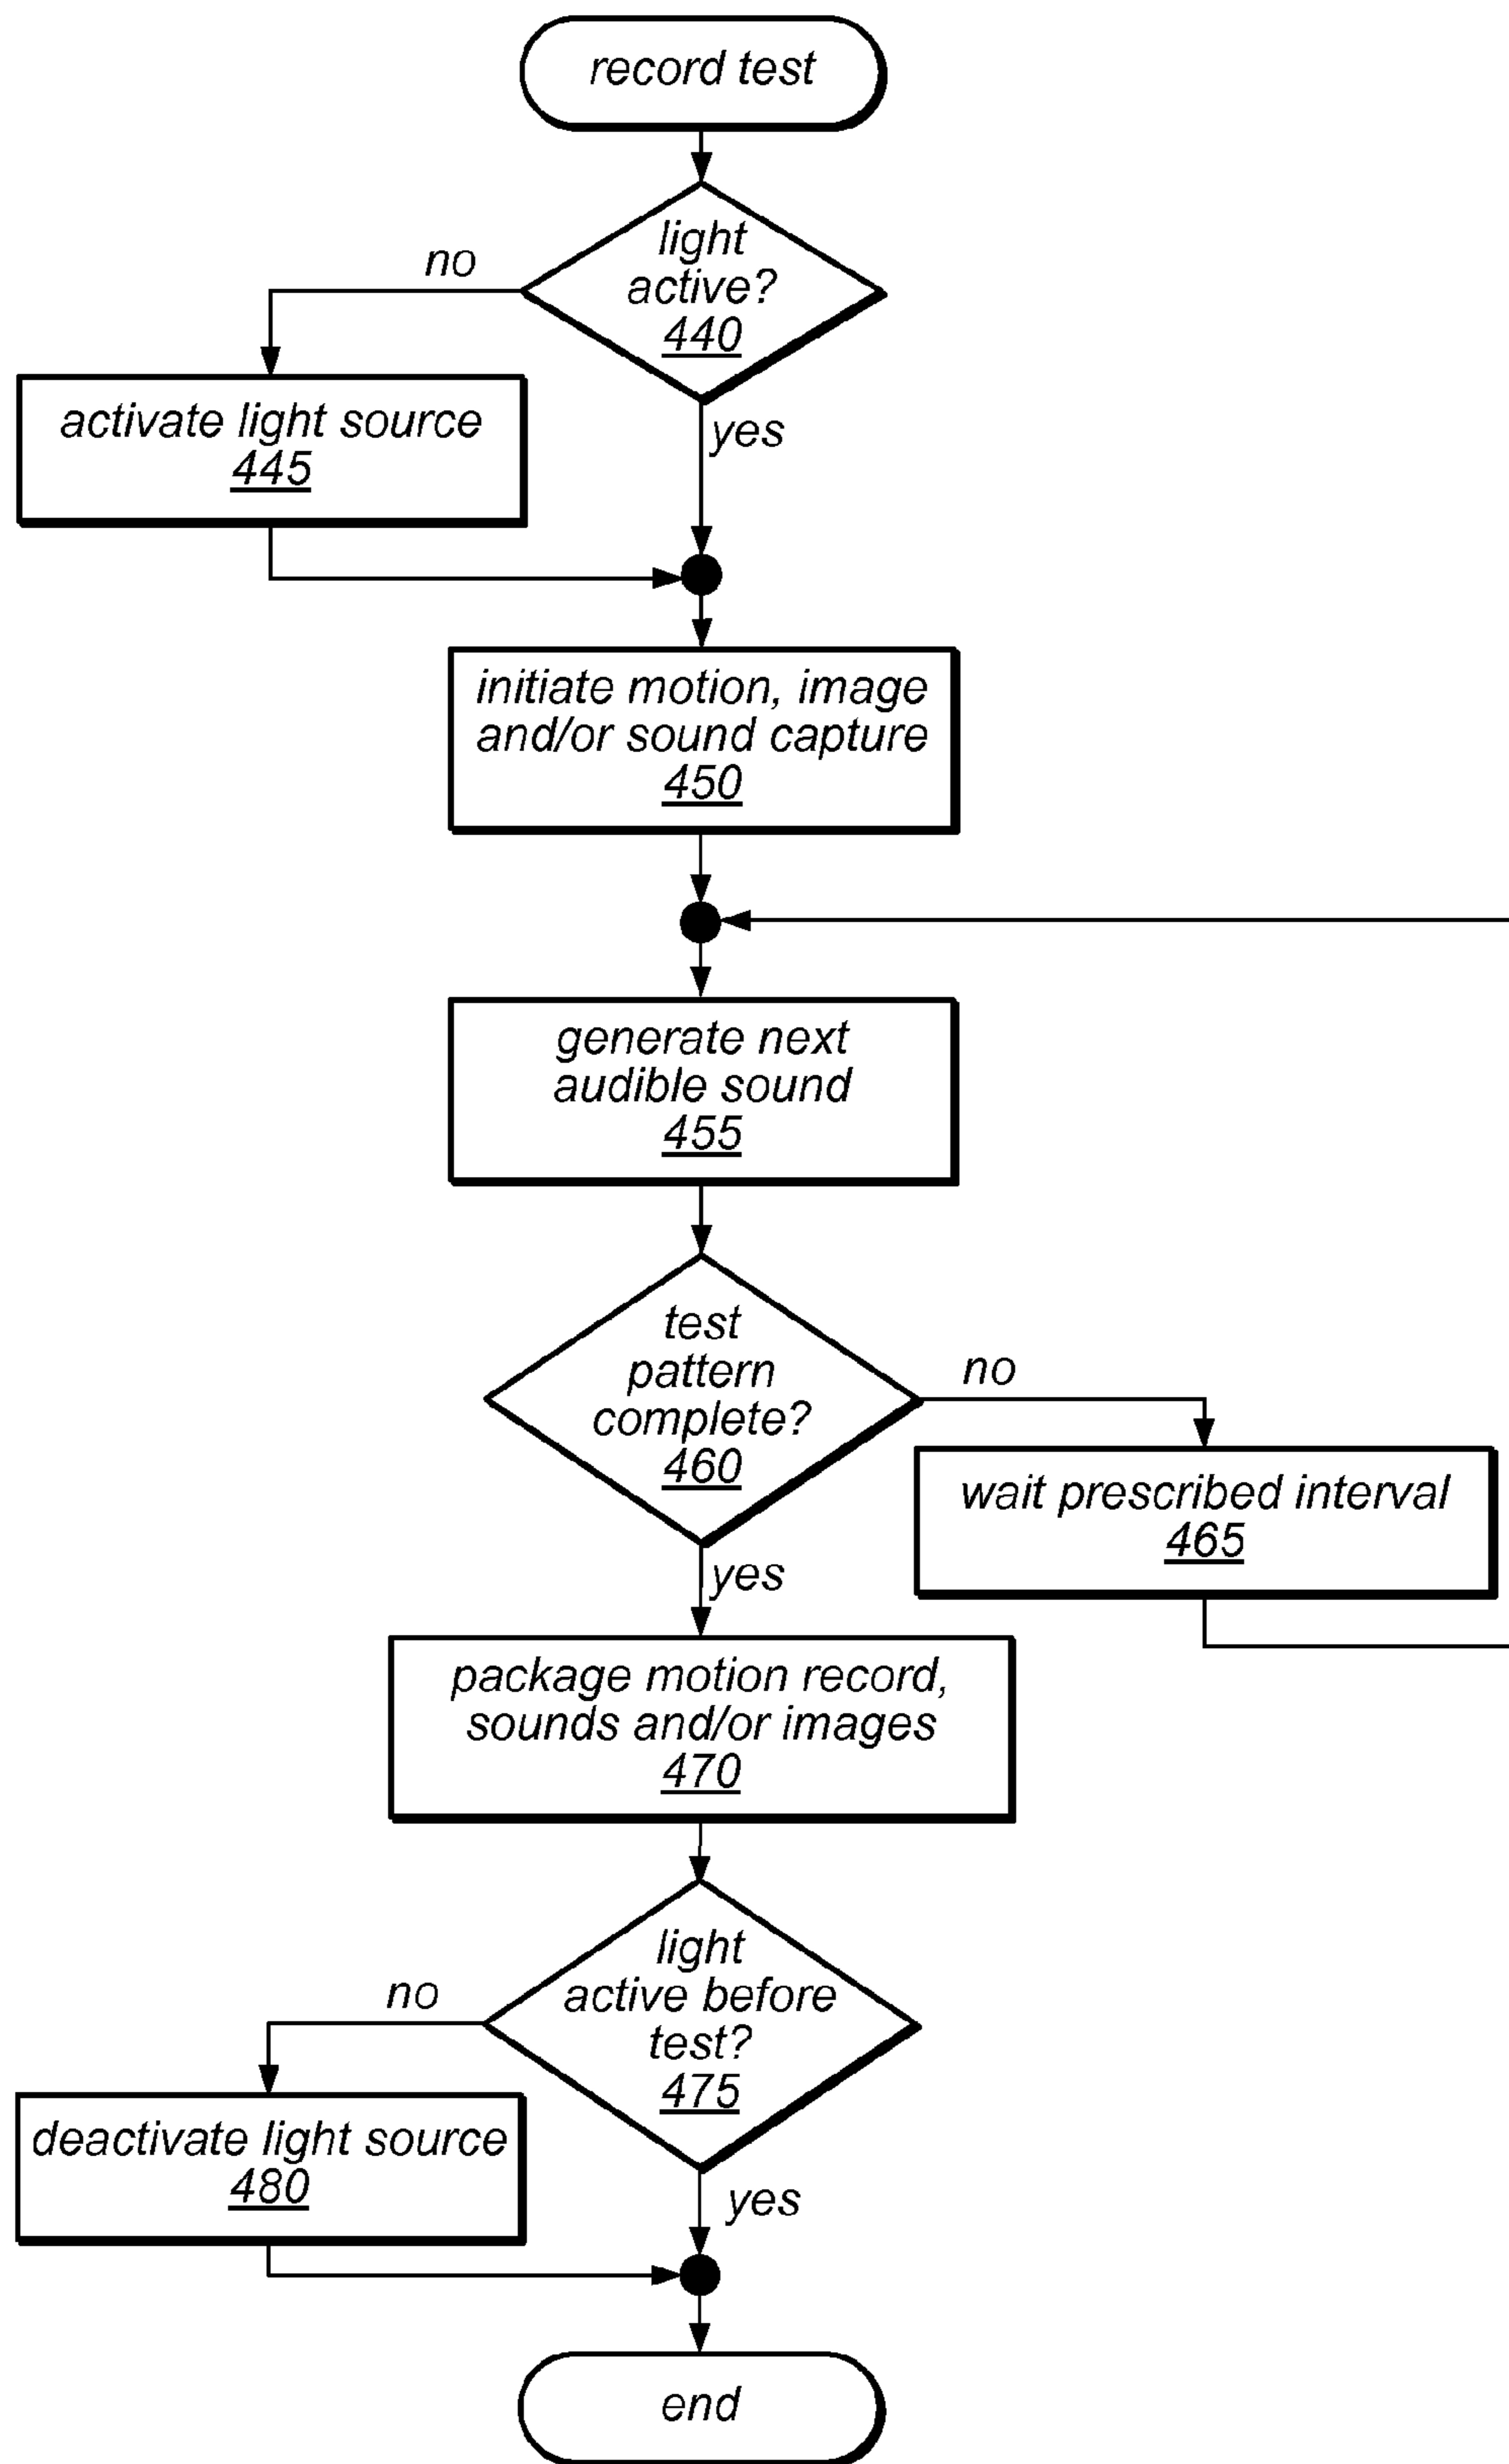 record test
light
active?
440
no
yes
activate light source
445
initiate motion, image
and/or sound capture
450
generate next
audible sound
455
test
pattern
complete?
460
no
wait prescribed interval
465
yes
package motion record,
sounds and/or images
470
light
active before
test?
475
no
deactivate light source
480
yes
end